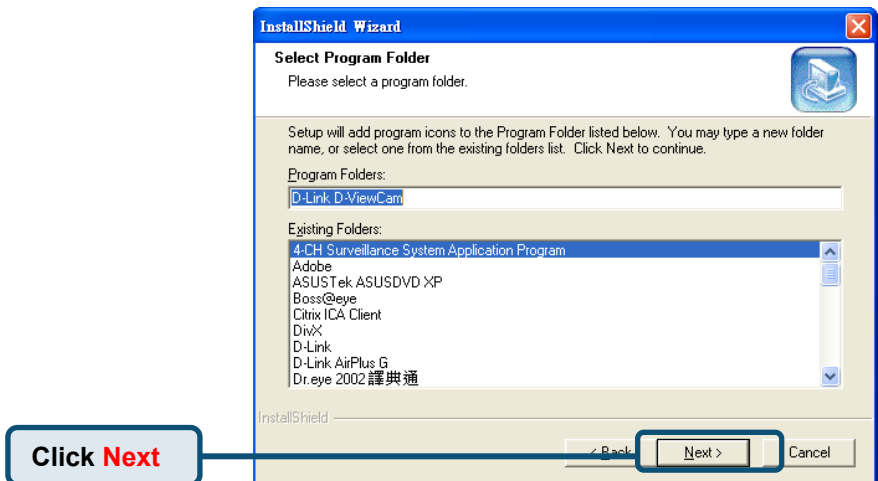 InstallShield Wizard
Select Program Folder
Please select a program folder.
Setup will add program icons to the Program Folder listed below. You may type a new folder
name, or select one from the existing folders list. Click Next to continue.
Program Folders:
D-Link D-ViewCam
Existing Folders:
4-CH Surveillance System Application Program
Adobe
ASUSTek ASUSDVD XP
Boss@eye
Citrix ICA Client
DivX
D-Link
D-Link AirPlus G
Dr.eye 2002 譯典通
InstallShield
Click Next
< Back
Next >
Cancel